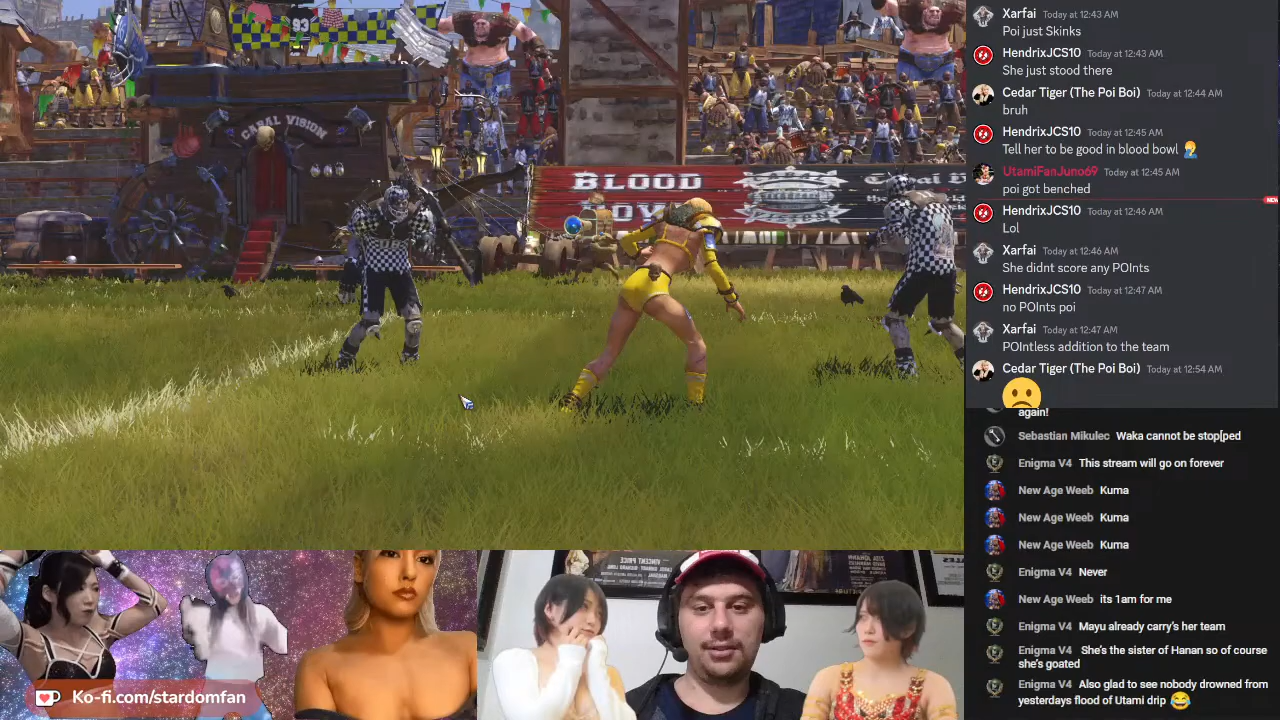 93
CABAL VISION
BLOOD
BOWL
Xarfai Today at 12:43 AM
Poi just Skinks
HendrixJCS10 Today at 12:43 AM
She just stood there
Cedar Tiger (The Poi Boi) Today at 12:44 AM
bruh
HendrixJCS10 Today at 12:45 AM
Tell her to be good in blood bowl
UtamiFanJuno69 Today at 12:45 AM
poi got benched
NEW
HendrixJCS10 Today at 12:46 AM
Lol
Xarfai Today at 12:46 AM
She didnt score any POInts
HendrixJCS10 Today at 12:47 AM
no POInts poi
Xarfai Today at 12:47 AM
POIntless addition to the team
Cedar Tiger (The Poi Boi) Today at 12:54 AM
again!
Sebastian Mikulec Waka cannot be stop[ped
Enigma V4 This stream will go on forever
New Age Weeb Kuma
New Age Weeb Kuma
New Age Weeb Kuma
Enigma V4 Never
New Age Weeb its 1am for me
Enigma V4 Mayu already carry's her team
Enigma V4 She's the sister of Hanan so of course
she's goated
Enigma V4 Also glad to see nobody drowned from
yesterdays flood of Utami drip 😂
Ko-fi.com/stardomfan